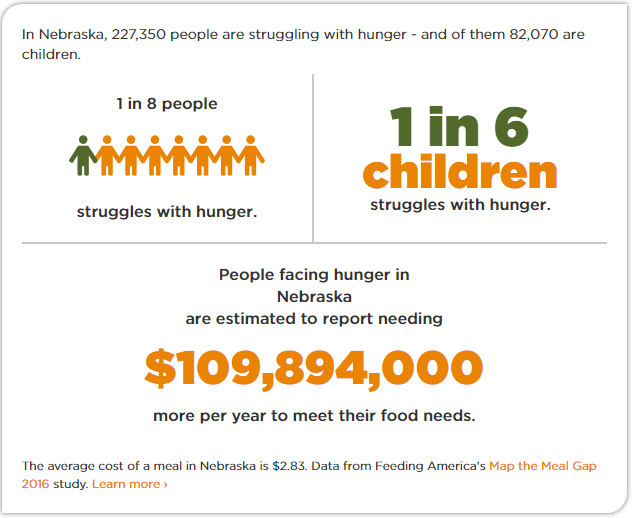 In Nebraska, 227,350 people are struggling with hunger - and of them 82,070 are
children.
1 in 8 people
struggles with hunger.
1 in 6
children
struggles with hunger.
People facing hunger in
Nebraska
are estimated to report needing
$109,894,000
more per year to meet their food needs.
The average cost of a meal in Nebraska is $2.83. Data from Feeding America's Map the Meal Gap
2016 study. Learn more ›